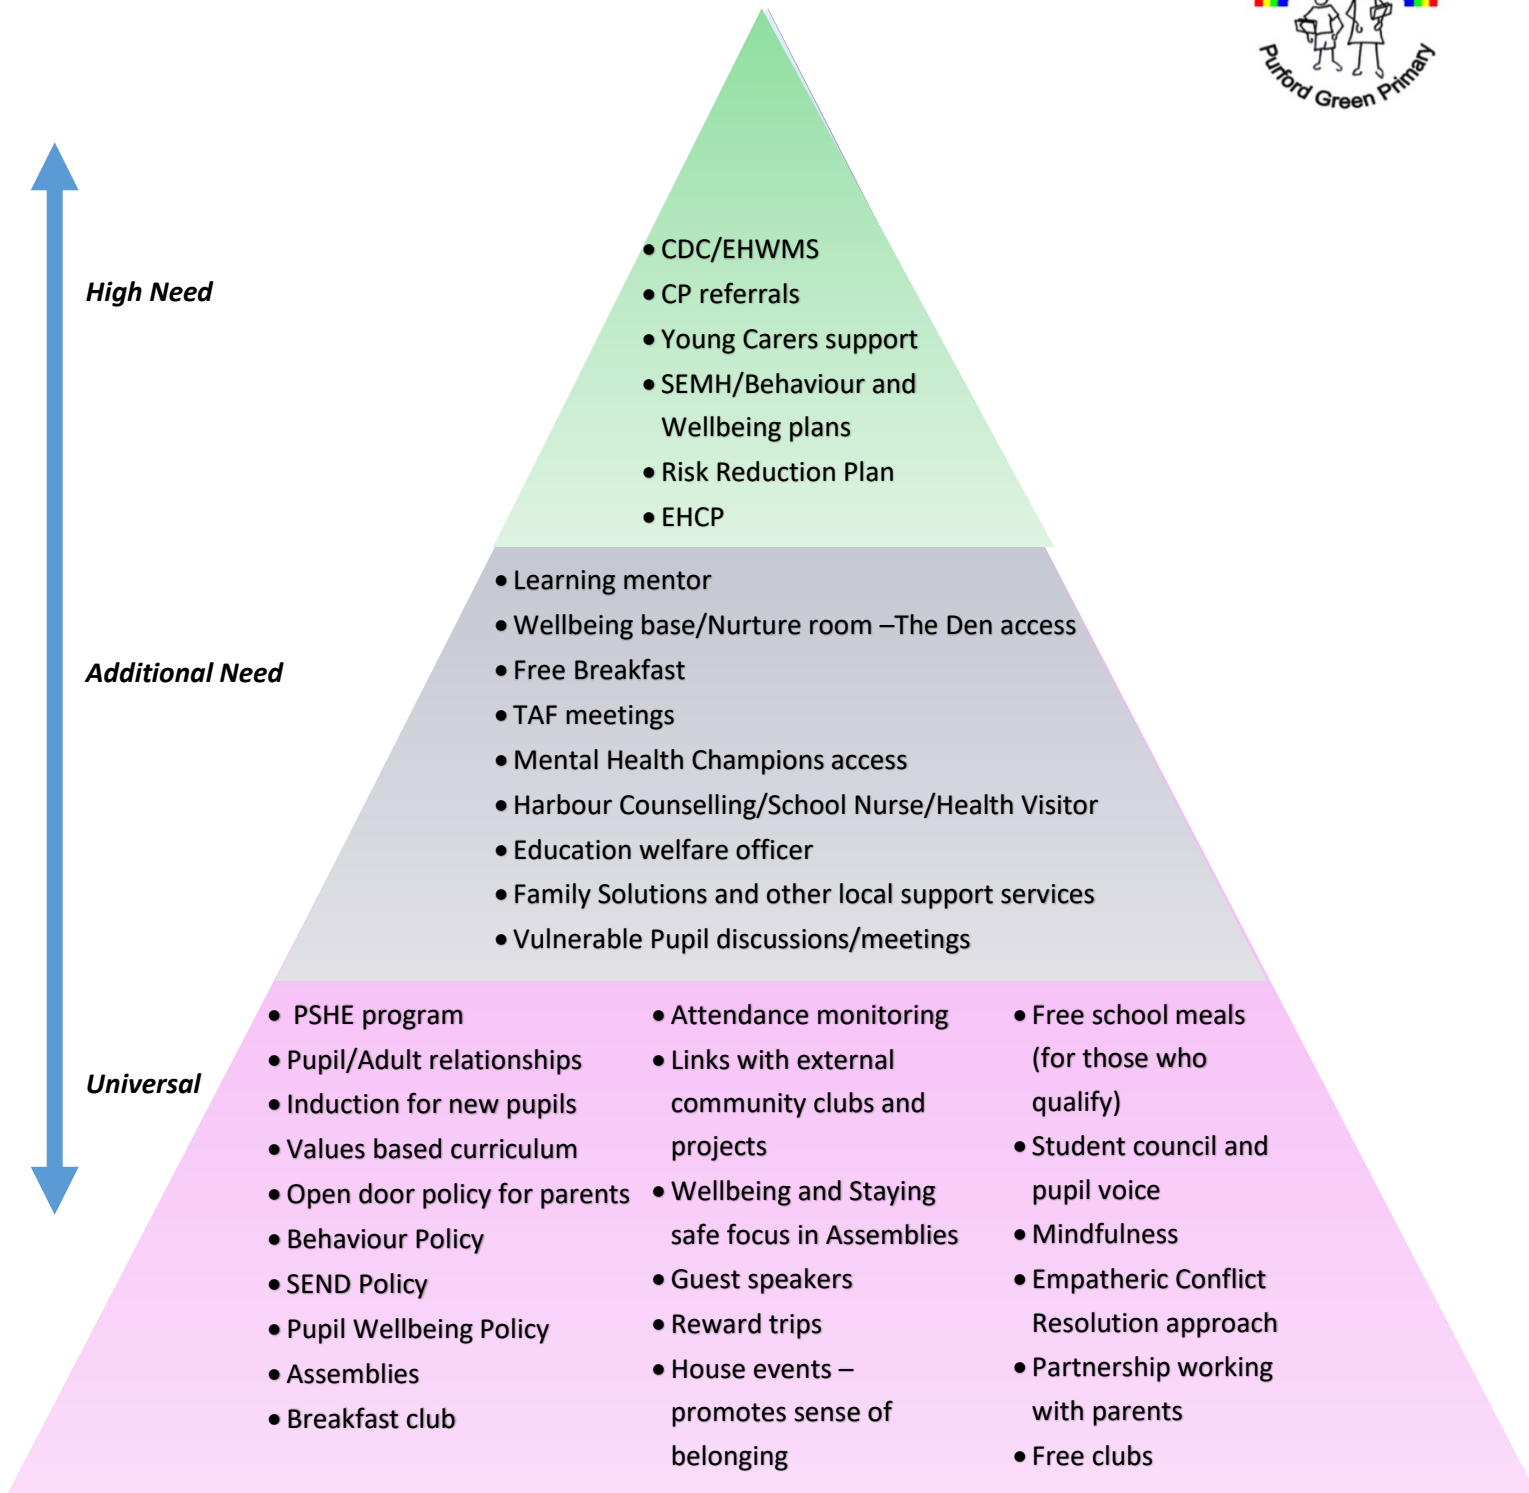 Purford Green Primary
High Need
• CDC/EHWMS
• CP referrals
• Young Carers support
• SEMH/Behaviour and
Wellbeing plans
• Risk Reduction Plan
• EHCP
Additional Need
• Learning mentor
• Wellbeing base/Nurture room –The Den access
• Free Breakfast
• TAF meetings
• Mental Health Champions access
• Harbour Counselling/School Nurse/Health Visitor
• Education welfare officer
• Family Solutions and other local support services
• Vulnerable Pupil discussions/meetings
Universal
• PSHE program
• Pupil/Adult relationships
• Induction for new pupils
• Values based curriculum
• Open door policy for parents
• Behaviour Policy
• SEND Policy
• Pupil Wellbeing Policy
• Assemblies
• Breakfast club
• Attendance monitoring
• Links with external
community clubs and
projects
• Wellbeing and Staying
safe focus in Assemblies
• Guest speakers
• Reward trips
• House events –
promotes sense of
belonging
• Free school meals
(for those who
qualify)
• Student council and
pupil voice
• Mindfulness
• Empatheric Conflict
Resolution approach
• Partnership working
with parents
• Free clubs